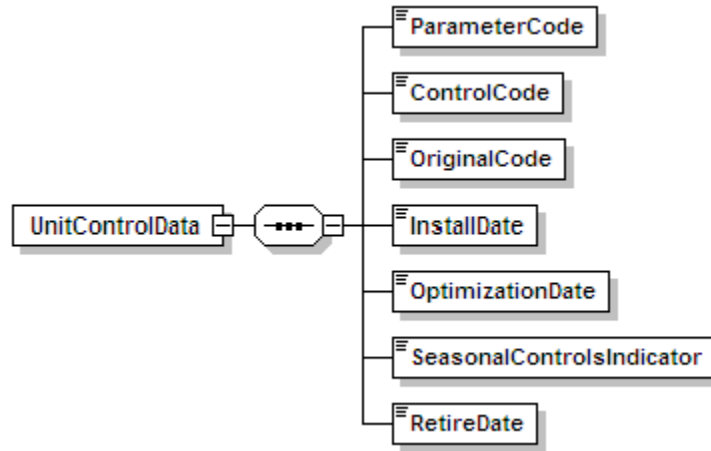 ParameterCode
ControlCode
OriginalCode
UnitControlData
InstallDate
OptimizationDate
SeasonalControlsIndicator
RetireDate